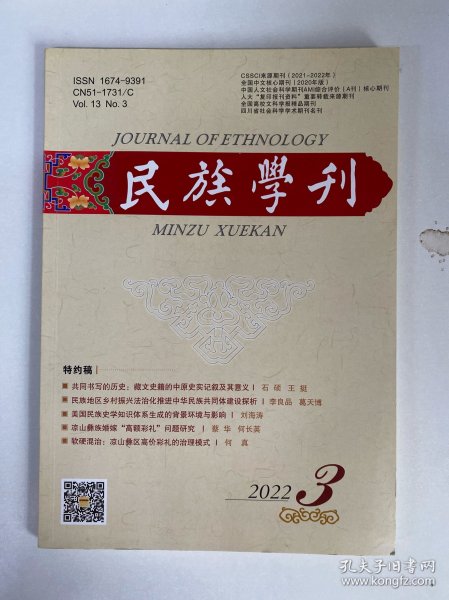 ISSN 1674-9391
CN51-1731/C
Vol. 13 No. 3
CSSCI来源期刊（2021-2022年）
全国中文核心期刊（2020年版）
中国人文社会科学期刊AMI综合评价（A刊）核心期刊
人大“复印报刊资料”重要转载来源期刊
全国高校文科学报精品期刊
四川省社会科学学术期刊名刊
JOURNAL OF ETHNOLOGY
民族學刊
MINZU XUEKAN
特约稿
共同书写的历史：藏文史籍的中原史实记叙及其意义 | 石 硕 王 挺
民族地区乡村振兴法治化推进中华民族共同体建设探析 | 李良品 葛天博
美国民族史学知识体系生成的背景环境与影响 | 刘海涛
凉山彝族婚嫁“高额彩礼”问题研究 | 蔡 华 何长英
软硬混治：凉山彝区高价彩礼的治理模式 | 何 真
2022 3
孔夫子旧书网
www.kongfz.com